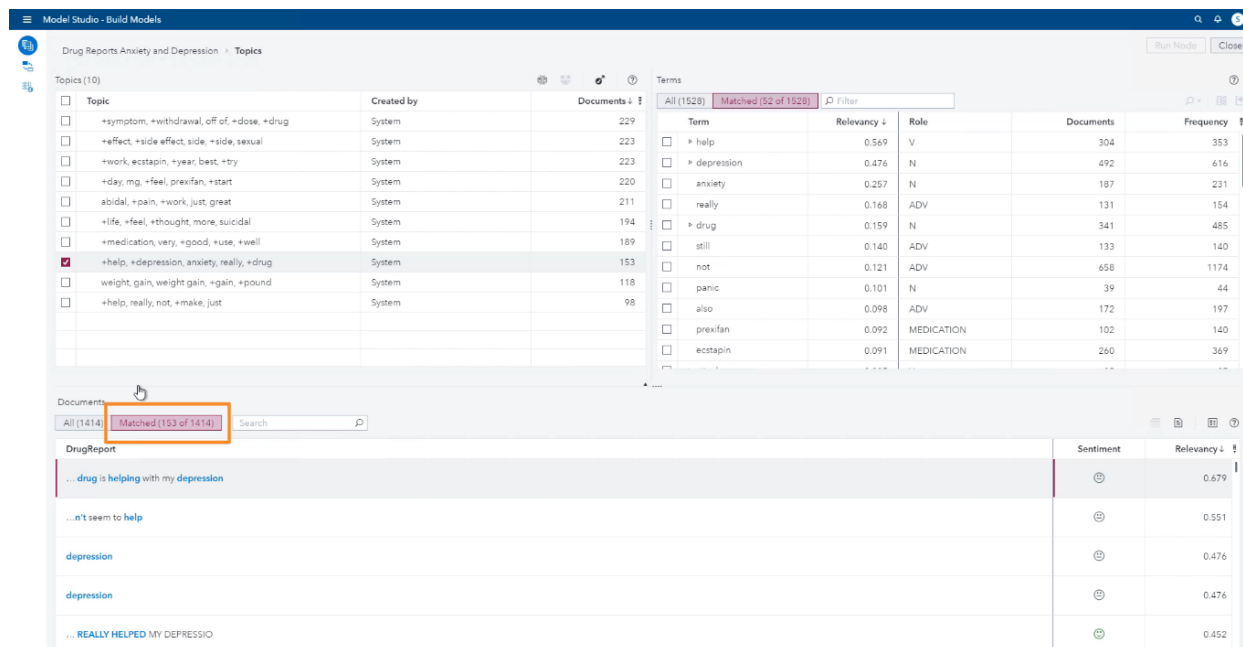 Model Studio - Build Models
Drug Reports Anxiety and Depression > Topics
Run Node Close
Topics (10)
Topic Created by Documents↓
+symptom, +withdrawal, off of, +dose, +drug System 229
+effect, +side effect, side, +side, sexual System 223
+work, ecstapin, +year, best, +try System 223
+day, mg, +feel, prexifan, +start System 220
abidal, +pain, +work, just, great System 211
+life, +feel, +thought, more, suicidal System 194
+medication, very, +good, +use, +well System 189
+help, +depression, anxiety, really, +drug System 153
weight, gain, weight gain, +gain, +pound System 118
+help, really, not, +make, just System 98
Terms
All (1528) Matched (52 of 1528) Filter
Term Relevancy ↓ Role Documents Frequency
help 0.569 V 304 353
depression 0.476 N 492 616
anxiety 0.257 N 187 231
really 0.168 ADV 131 154
drug 0.159 N 341 485
still 0.140 ADV 133 140
not 0.121 ADV 658 1174
panic 0.101 N 39 44
also 0.098 ADV 172 197
prexifan 0.092 MEDICATION 102 140
ecstapin 0.091 MEDICATION 260 369
Documents
All (1414) Matched (153 of 1414) Search
DrugReport Sentiment Relevancy↓
... drug is helping with my depression 0.679
...n't seem to help 0.551
depression 0.476
depression 0.476
... REALLY HELPED MY DEPRESSIO 0.452